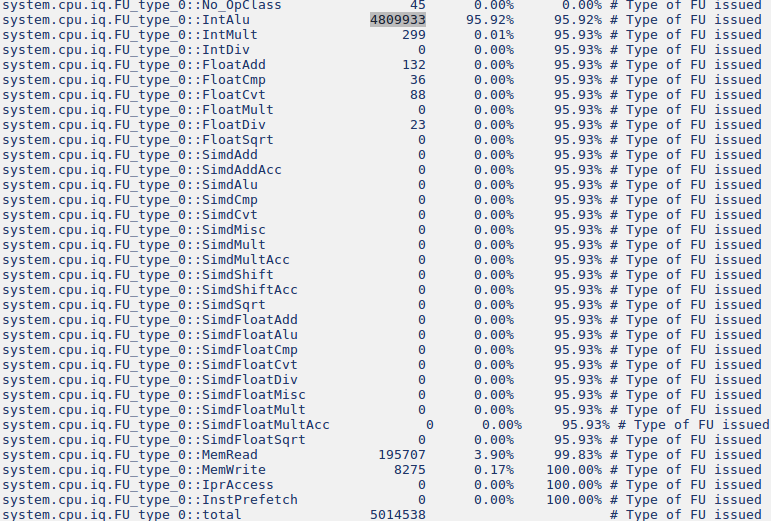 system.cpu.iq.FU_type_0::No_OpClass 45 0.00% 0.00% # Type of FU issued
system.cpu.iq.FU_type_0::IntAlu 4809933 95.92% 95.92% # Type of FU issued
system.cpu.iq.FU_type_0::IntMult 299 0.01% 95.93% # Type of FU issued
system.cpu.iq.FU_type_0::IntDiv 0 0.00% 95.93% # Type of FU issued
system.cpu.iq.FU_type_0::FloatAdd 132 0.00% 95.93% # Type of FU issued
system.cpu.iq.FU_type_0::FloatCmp 36 0.00% 95.93% # Type of FU issued
system.cpu.iq.FU_type_0::FloatCvt 88 0.00% 95.93% # Type of FU issued
system.cpu.iq.FU_type_0::FloatMult 0 0.00% 95.93% # Type of FU issued
system.cpu.iq.FU_type_0::FloatDiv 23 0.00% 95.93% # Type of FU issued
system.cpu.iq.FU_type_0::FloatSqrt 0 0.00% 95.93% # Type of FU issued
system.cpu.iq.FU_type_0::SimdAdd 0 0.00% 95.93% # Type of FU issued
system.cpu.iq.FU_type_0::SimdAddAcc 0 0.00% 95.93% # Type of FU issued
system.cpu.iq.FU_type_0::SimdAlu 0 0.00% 95.93% # Type of FU issued
system.cpu.iq.FU_type_0::SimdCmp 0 0.00% 95.93% # Type of FU issued
system.cpu.iq.FU_type_0::SimdCvt 0 0.00% 95.93% # Type of FU issued
system.cpu.iq.FU_type_0::SimdMisc 0 0.00% 95.93% # Type of FU issued
system.cpu.iq.FU_type_0::SimdMult 0 0.00% 95.93% # Type of FU issued
system.cpu.iq.FU_type_0::SimdMultAcc 0 0.00% 95.93% # Type of FU issued
system.cpu.iq.FU_type_0::SimdShift 0 0.00% 95.93% # Type of FU issued
system.cpu.iq.FU_type_0::SimdShiftAcc 0 0.00% 95.93% # Type of FU issued
system.cpu.iq.FU_type_0::SimdSqrt 0 0.00% 95.93% # Type of FU issued
system.cpu.iq.FU_type_0::SimdFloatAdd 0 0.00% 95.93% # Type of FU issued
system.cpu.iq.FU_type_0::SimdFloatAlu 0 0.00% 95.93% # Type of FU issued
system.cpu.iq.FU_type_0::SimdFloatCmp 0 0.00% 95.93% # Type of FU issued
system.cpu.iq.FU_type_0::SimdFloatCvt 0 0.00% 95.93% # Type of FU issued
system.cpu.iq.FU_type_0::SimdFloatDiv 0 0.00% 95.93% # Type of FU issued
system.cpu.iq.FU_type_0::SimdFloatMisc 0 0.00% 95.93% # Type of FU issued
system.cpu.iq.FU_type_0::SimdFloatMult 0 0.00% 95.93% # Type of FU issued
system.cpu.iq.FU_type_0::SimdFloatMultAcc 0 0.00% 95.93% # Type of FU issued
system.cpu.iq.FU_type_0::SimdFloatSqrt 0 0.00% 95.93% # Type of FU issued
system.cpu.iq.FU_type_0::MemRead 195707 3.90% 99.83% # Type of FU issued
system.cpu.iq.FU_type_0::MemWrite 8275 0.17% 100.00% # Type of FU issued
system.cpu.iq.FU_type_0::IprAccess 0 0.00% 100.00% # Type of FU issued
system.cpu.iq.FU_type_0::InstPrefetch 0 0.00% 100.00% # Type of FU issued
system.cpu.iq.FU_type_0::total 5014538 # Type of FU issued